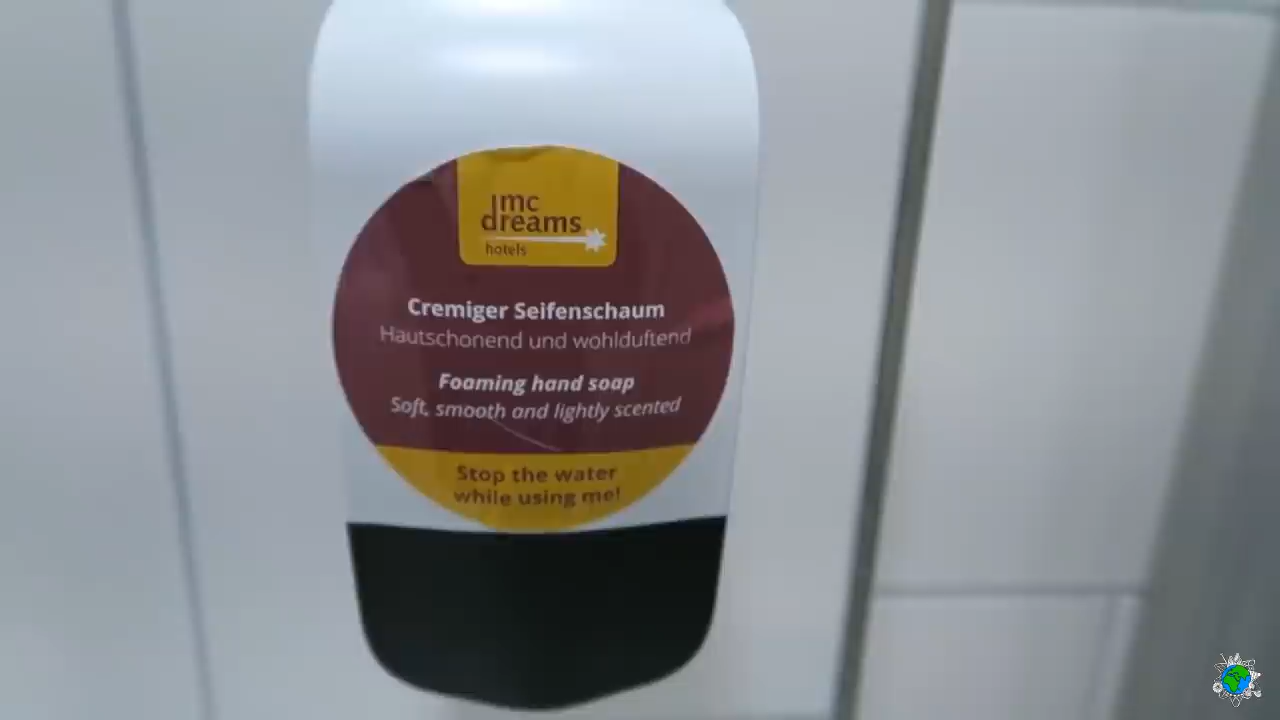 mc
dreams
hotels
Cremiger Seifenschaum
Hautschonend und wohlduftend
Foaming hand soap
Soft, smooth and lightly scented
Stop the water
while using me!